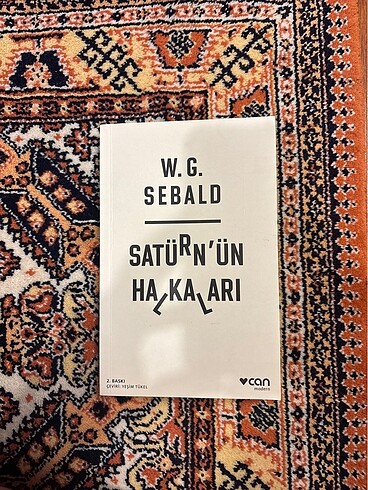 W. G.
SEBALD
SATÜRN'ÜN
HALKALARI
2. BASKI
ÇEVİRİ: YEŞİM TÜKEL
can
modern